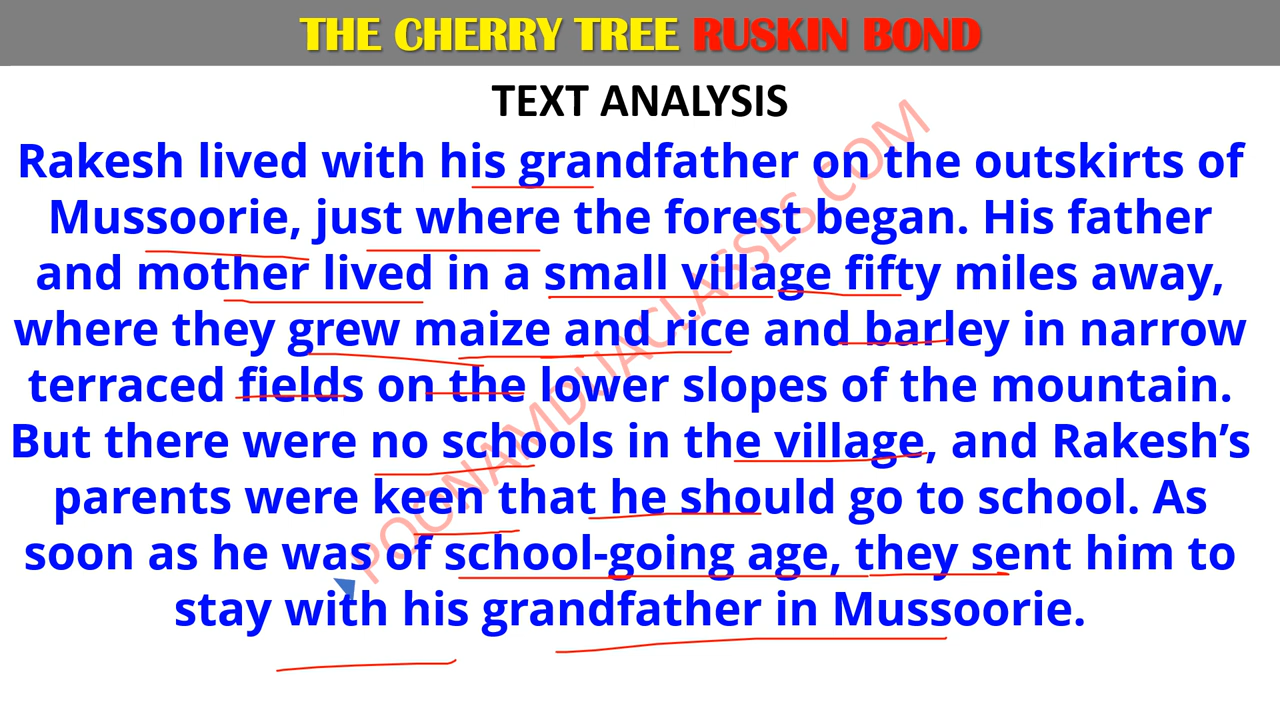 THE CHERRY TREE RUSKIN BOND
TEXT ANALYSIS
Rakesh lived with his grandfather on the outskirts of
Mussoorie, just where the forest began. His father
and mother lived in a small village fifty miles away,
where they grew maize and rice and barley in narrow
terraced fields on the lower slopes of the mountain.
But there were no schools in the village, and Rakesh’s
parents were keen that he should go to school. As
soon as he was of school-going age, they sent him to
stay with his grandfather in Mussoorie.
POONAMDUACLASSES.COM